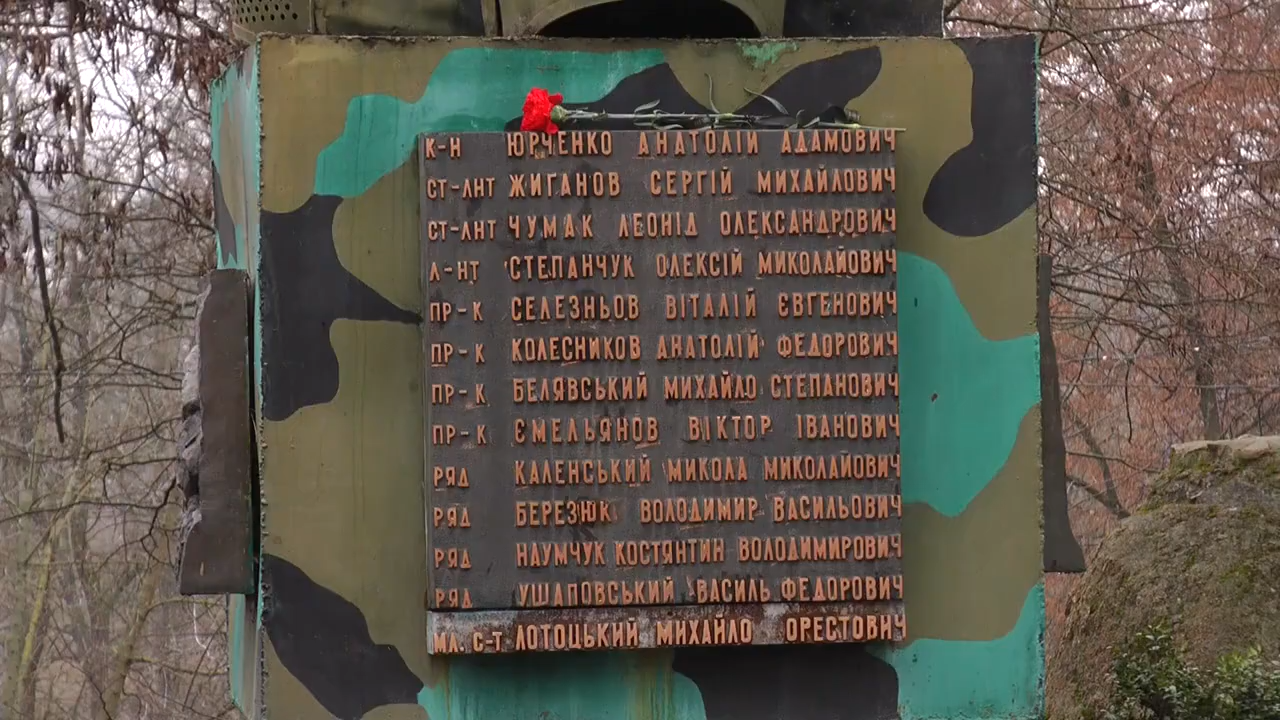 К-Н ЮРЧЕНКО АНАТОЛІЙ АДАМОВИЧ
СТ-ЛНТ ЖИГАНОВ СЕРГІЙ МИХАЙЛОВИЧ
СТ-ЛНТ ЧУМАК ЛЕОНІД ОЛЕКСАНДРОВИЧ
Л-НТ СТЕПАНЧУК ОЛЕКСІЙ МИКОЛАЙОВИЧ
ПР-К СЕЛЕЗНЬОВ ВІТАЛІЙ ЄВГЕНОВИЧ
ПР-К КОЛЕСНИКОВ АНАТОЛІЙ ФЕДОРОВИЧ
ПР-К БЕЛЯВСЬКИЙ МИХАЙЛО СТЕПАНОВИЧ
ПР-К ЄМЕЛЬЯНОВ ВІКТОР ІВАНОВИЧ
РЯД КАЛЕНСЬКИЙ МИКОЛА МИКОЛАЙОВИЧ
РЯД БЕРЕЗЮК ВОЛОДИМИР ВАСИЛЬОВИЧ
РЯД НАУМЧУК КОСТЯНТИН ВОЛОДИМИРОВИЧ
РЯД УШАПОВСЬКИЙ ВАСИЛЬ ФЕДОРОВИЧ
МЛ. С-Т ЛОТОЦЬКИЙ МИХАЙЛО ОРЕСТОВИЧ